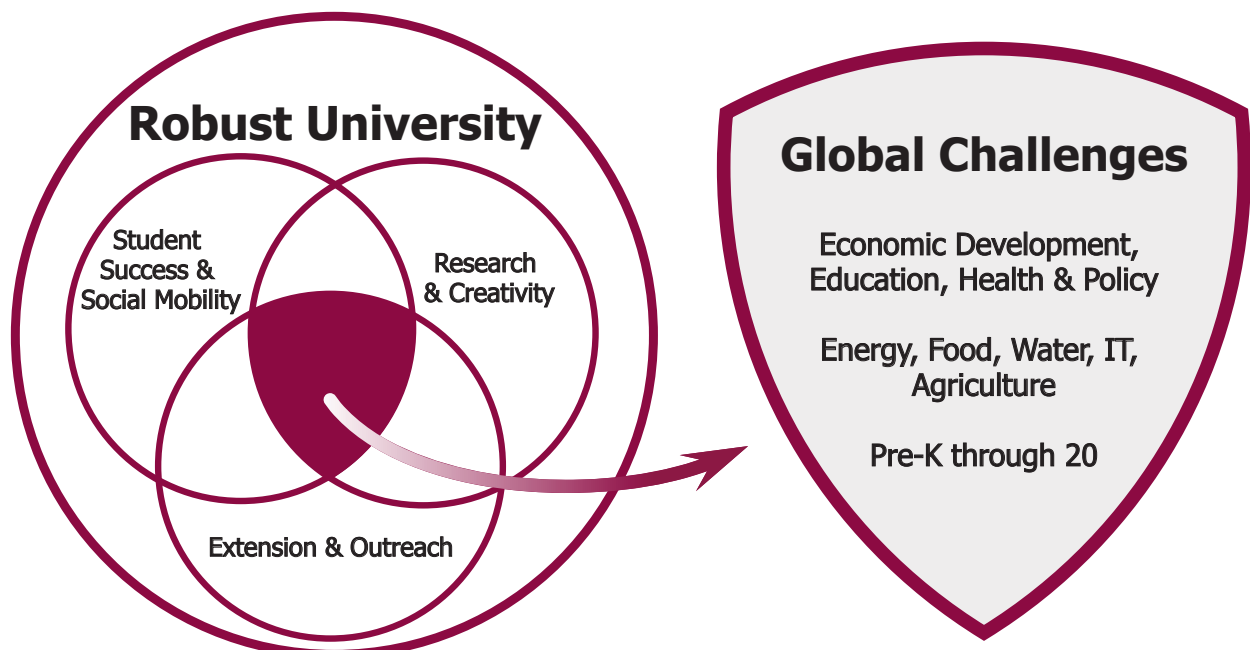 Robust University
Student
Success &
Social Mobility
Research
& Creativity
Extension & Outreach
Global Challenges
Economic Development,
Education, Health & Policy
Energy, Food, Water, IT,
Agriculture
Pre-K through 20